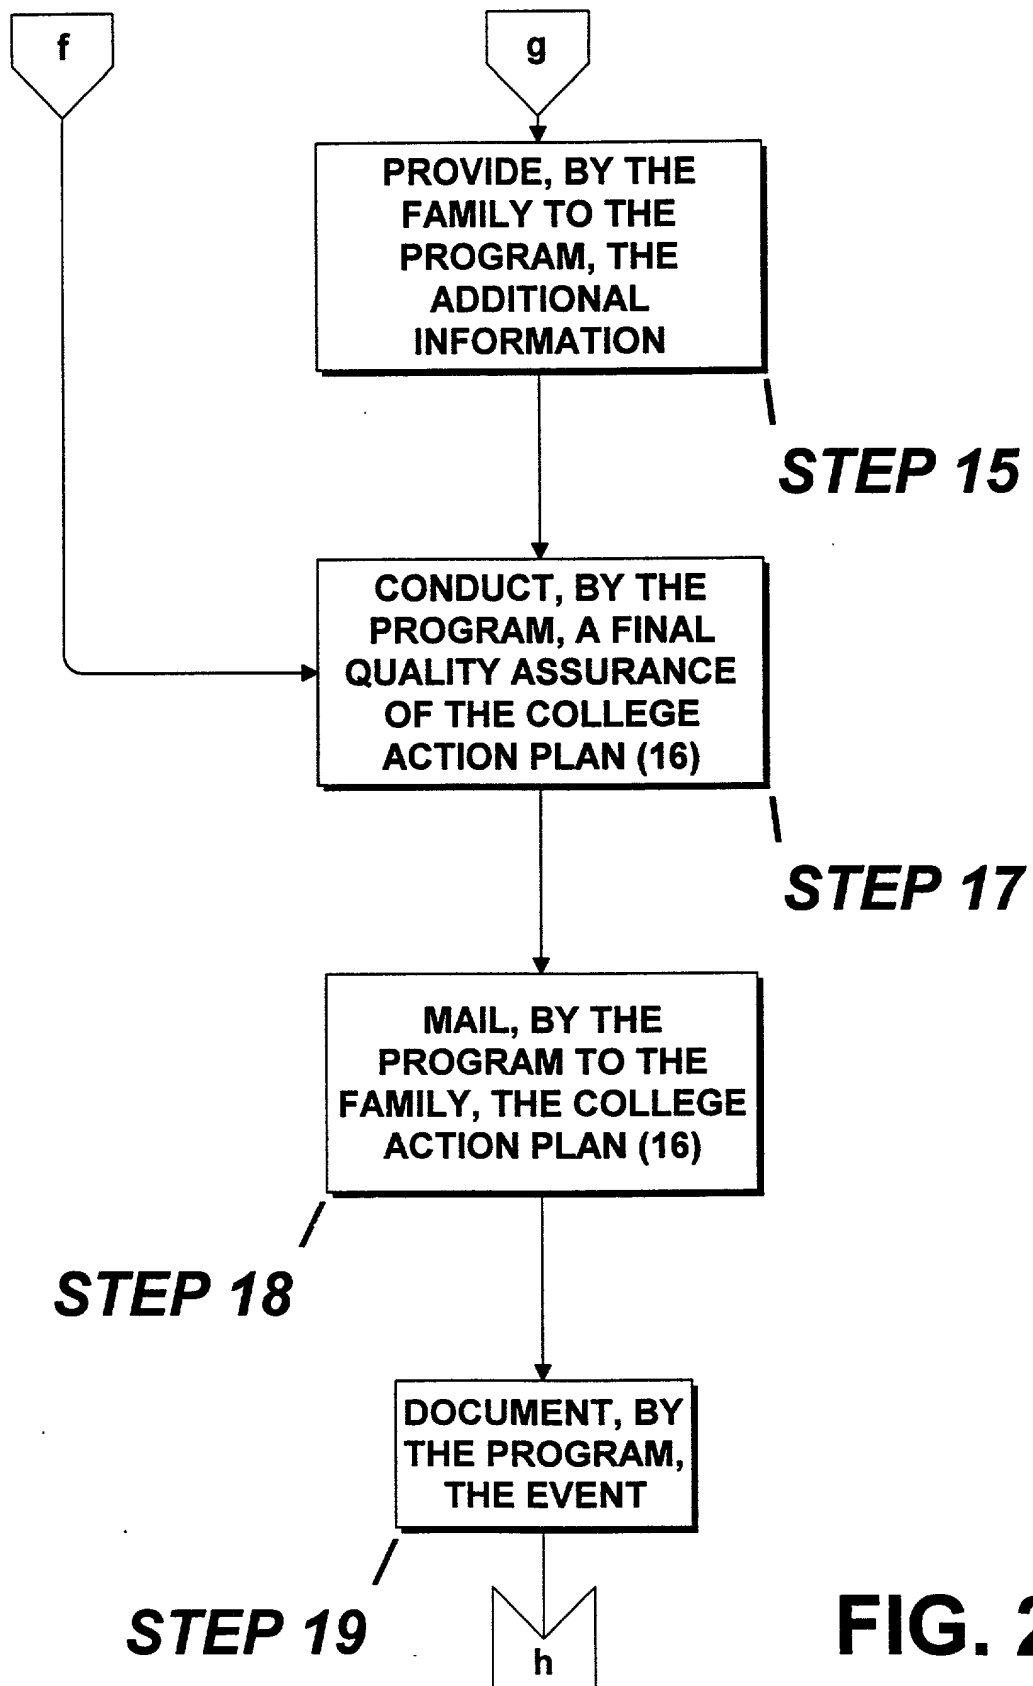 f
g
PROVIDE, BY THE
FAMILY TO THE
PROGRAM, THE
ADDITIONAL
INFORMATION
STEP 15
CONDUCT, BY THE
PROGRAM, A FINAL
QUALITY ASSURANCE
OF THE COLLEGE
ACTION PLAN (16)
STEP 17
MAIL, BY THE
PROGRAM TO THE
FAMILY, THE COLLEGE
ACTION PLAN (16)
STEP 18
DOCUMENT, BY
THE PROGRAM,
THE EVENT
STEP 19
h
FIG. 2